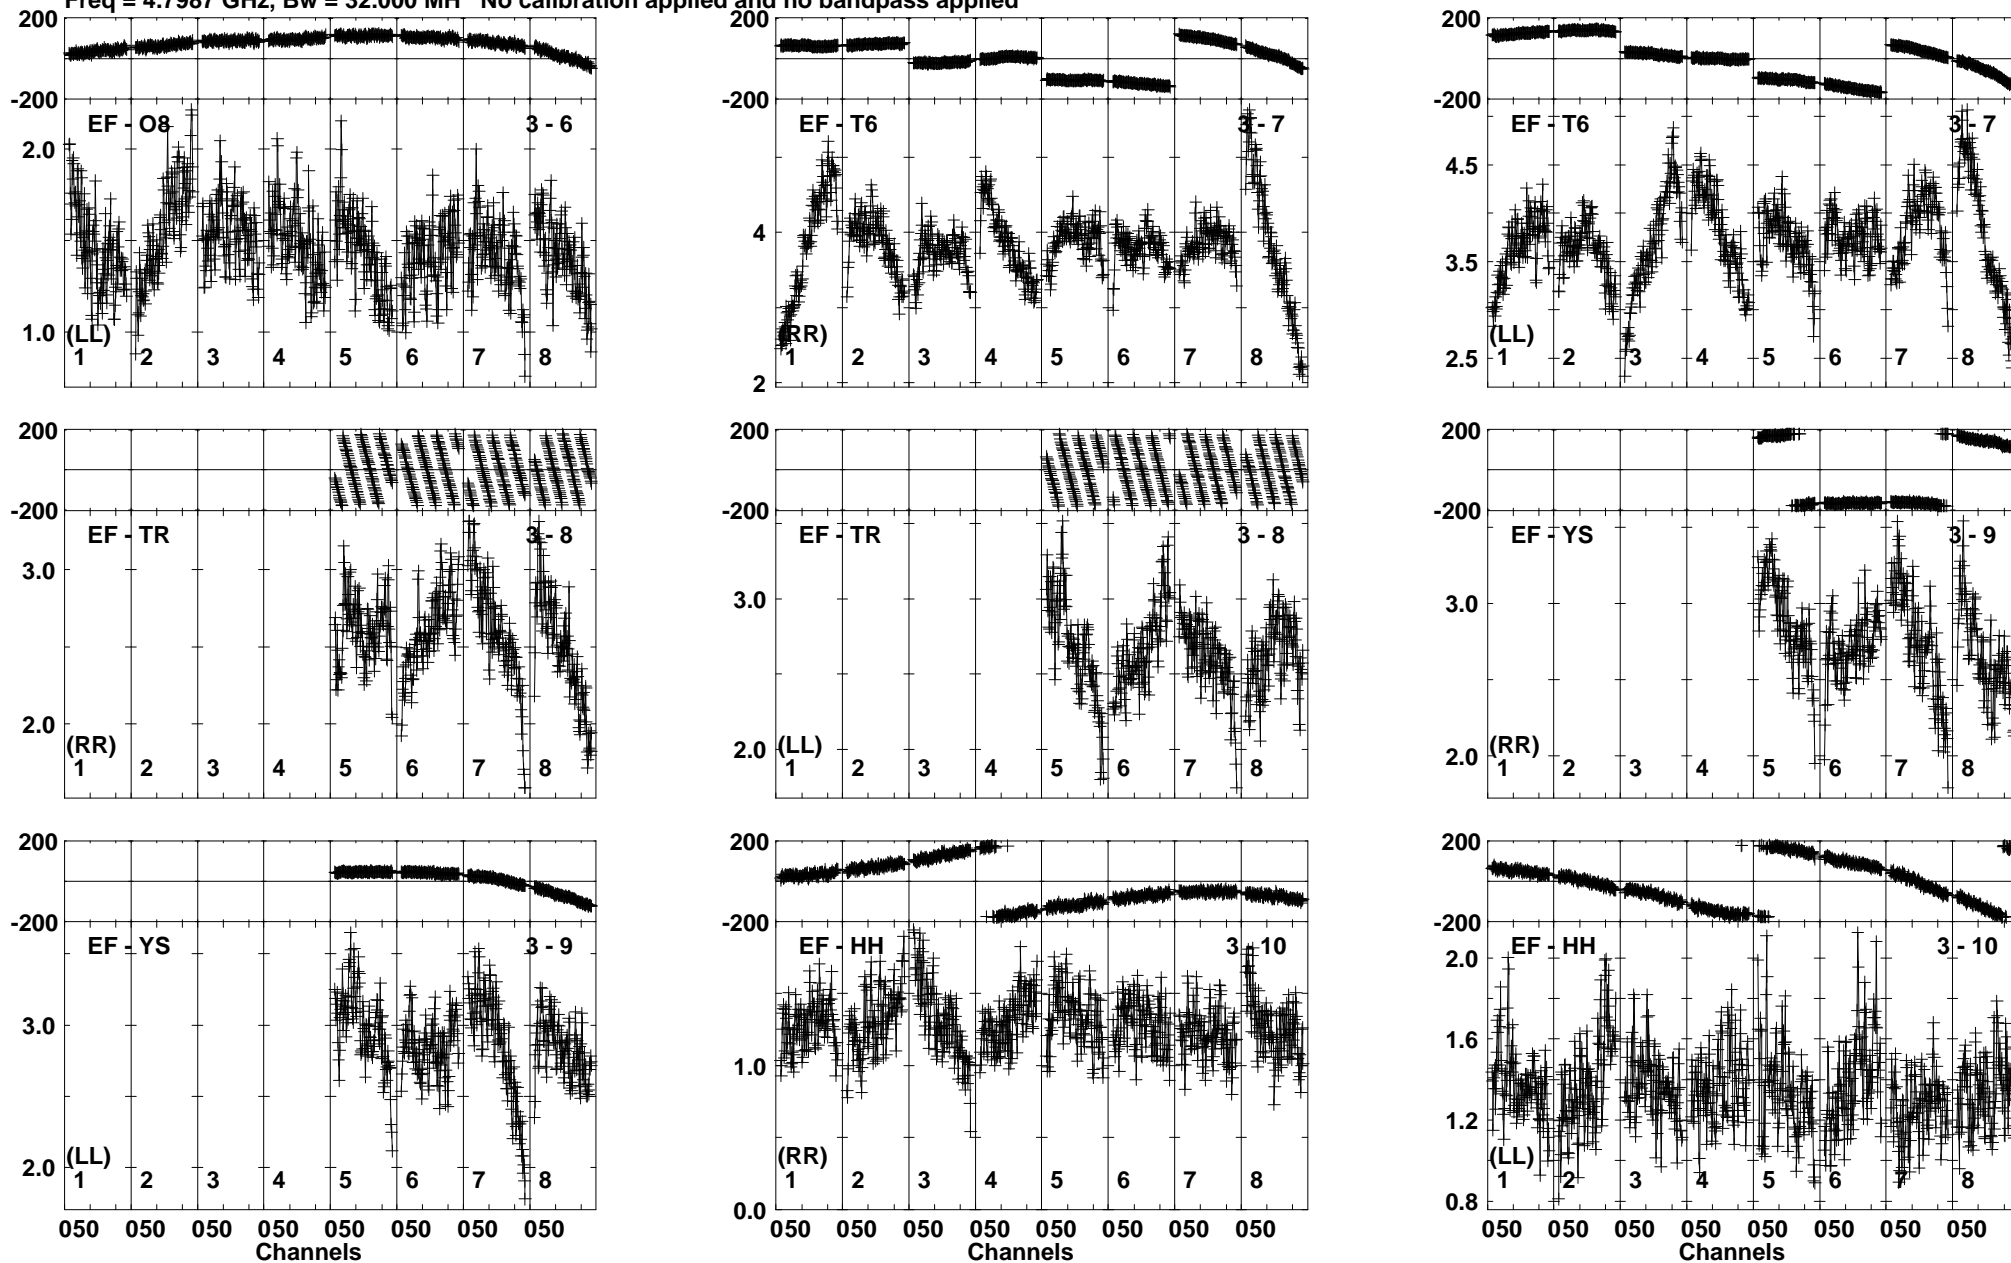 Freq = 4.7987 GHz, Bw = 32.000 MH No calibration applied and no bandpass applied
200
-200
EF - O8 3 - 6
2.0
1.0
(LL)
1 2 3 4 5 6 7 8
200
-200
EF - T6 3 - 7
4
2
(RR)
1 2 3 4 5 6 7 8
200
-200
EF - T6 3 - 7
4.5
3.5
2.5
(LL)
1 2 3 4 5 6 7 8
200
-200
EF - TR 3 - 8
3.0
2.0
(RR)
1 2 3 4 5 6 7 8
200
-200
EF - TR 3 - 8
3.0
2.0
(LL)
1 2 3 4 5 6 7 8
200
-200
EF - YS 3 - 9
3.0
2.0
(RR)
1 2 3 4 5 6 7 8
200
-200
EF - YS 3 - 9
3.0
2.0
(LL)
1 2 3 4 5 6 7 8
050 050 050 050 050 050 050 050
Channels
200
-200
EF - HH 3 - 10
1.0
0.0
(RR)
1 2 3 4 5 6 7 8
050 050 050 050 050 050 050 050
Channels
200
-200
EF - HH 3 - 10
2.0
1.6
1.2
0.8
(LL)
1 2 3 4 5 6 7 8
050 050 050 050 050 050 050 050
Channels